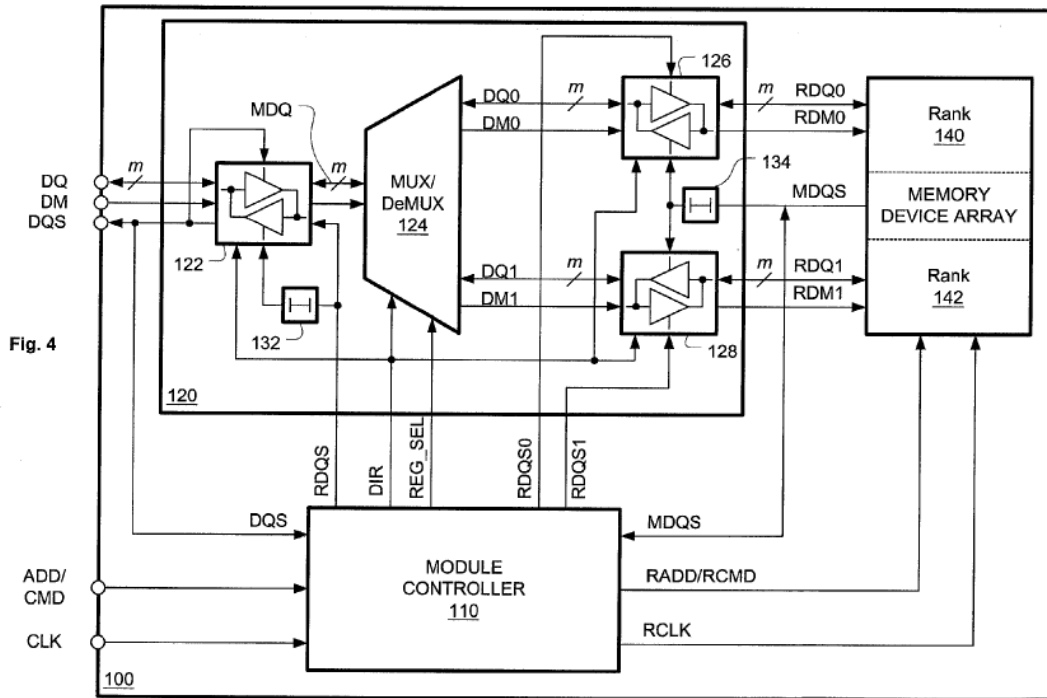 126
m
DQ0
m
RDQ0
MDQ
DM0
RDM0
Rank
140
134
m
m
DQ
DM
DQS
MUX/
DeMUX
124
MDQS
MEMORY
DEVICE ARRAY
122
DQ1
m
m
RDQ1
DM1
RDM1
Rank
142
132
128
Fig. 4
120
RDQS
DIR
REG_SEL
RDQS0
RDQS1
DQS
MDQS
ADD/
CMD
MODULE
CONTROLLER
110
RADD/RCMD
CLK
RCLK
100